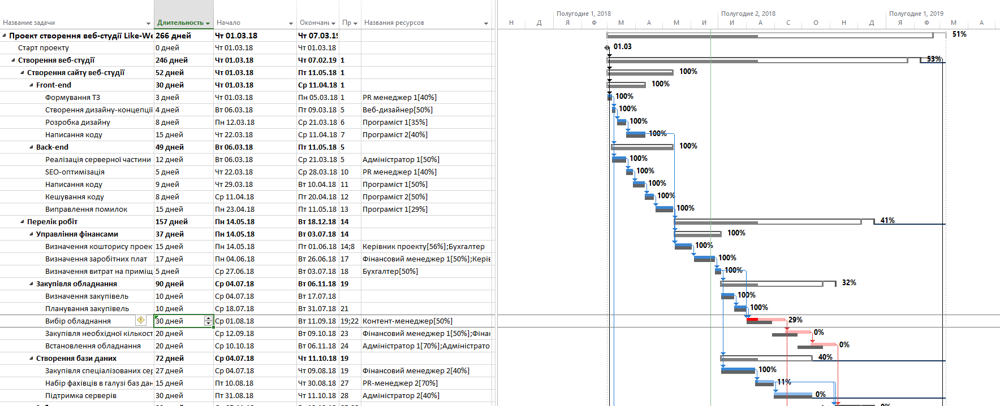 Полугодие 1, 2018 Полугодие 2, 2018 Полугодие 1, 2019
Название задачи Длительность Начало Окончани Пр Названия ресурсов Н Д Я Ф М А М И И А С О Н Д Я Ф М А
Проект створення веб-студії Like-We 266 дней Чт 01.03.18 Чт 07.03.19 51%
Старт проекту 0 дней Чт 01.03.18 Чт 01.03.18 01.03
Створення веб-студії 246 дней Чт 01.03.18 Чт 07.02.19 1 53%
Створення сайту веб-студії 52 дней Чт 01.03.18 Пт 11.05.18 1 100%
Front-end 30 дней Чт 01.03.18 Ср 11.04.18 1 100%
Формування ТЗ 3 дней Чт 01.03.18 Пн 05.03.18 1 PR менеджер 1[40%] 100%
Створення дизайну-концепції 4 дней Вт 06.03.18 Пт 09.03.18 5 Веб-дизайнер[50%] 100%
Розробка дизайну 8 дней Пн 12.03.18 Ср 21.03.18 6 Програміст 1[35%] 100%
Написання коду 15 дней Чт 22.03.18 Ср 11.04.18 7 Програміст 2[40%] 100%
Back-end 49 дней Вт 06.03.18 Пт 11.05.18 5 100%
Реалізація серверної частини 12 дней Вт 06.03.18 Ср 21.03.18 5 Адміністратор 1[50%] 100%
SEO-оптимізація 5 дней Чт 22.03.18 Ср 28.03.18 10 PR менеджер 1[40%] 100%
Написання коду 9 дней Чт 29.03.18 Вт 10.04.18 11 Програміст 1[50%] 100%
Кешування коду 8 дней Ср 11.04.18 Пт 20.04.18 12 Програміст 2[50%] 100%
Виправлення помилок 15 дней Пн 23.04.18 Пт 11.05.18 13 Програміст 1[29%] 100%
Перелік робіт 157 дней Пн 14.05.18 Вт 18.12.18 14 41%
Управління фінансами 37 дней Пн 14.05.18 Вт 03.07.18 14 100%
Визначення кошторису проек 15 дней Пн 14.05.18 Пт 01.06.18 14;8 Керівник проекту[56%];Бухгалтер 100%
Визначення заробітних плат 17 дней Пн 04.06.18 Вт 26.06.18 17 Фінансовий менеджер 1[50%];Керів 100%
Визначення витрат на приміщ 5 дней Ср 27.06.18 Вт 03.07.18 18 Бухгалтер[50%] 100%
Закупівля обладнання 90 дней Ср 04.07.18 Вт 06.11.18 19 32%
Визначення закупівель 10 дней Ср 04.07.18 Вт 17.07.18 100%
Планування закупівель 10 дней Ср 18.07.18 Вт 31.07.18 21 100%
Вибір обладнання 30 дней Ср 01.08.18 Вт 11.09.18 19;22 Контент-менеджер[50%] 29%
Закупівля необхідної кількост 20 дней Ср 12.09.18 Вт 09.10.18 23 Фінансовий менеджер 1[50%];Фінан 0%
Встановлення обладнання 20 дней Ср 10.10.18 Вт 06.11.18 24 Адміністратор 1[70%];Адміністрато 0%
Створення бази даних 72 дней Ср 04.07.18 Чт 11.10.18 19 40%
Закупівля спеціалізованих сер 27 дней Ср 04.07.18 Чт 09.08.18 19 Фінансовий менеджер 2[40%] 100%
Набір фахівців в галузі баз дан 15 дней Пт 10.08.18 Чт 30.08.18 27 PR-менеджер 2[70%] 11%
Підтримка серверів 30 дней Пт 31.08.18 Чт 11.10.18 28 Адміністратор 2[40%] 0%